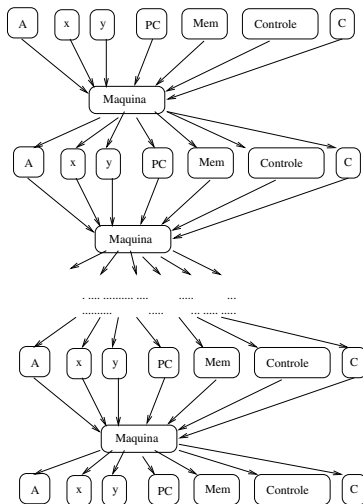 A x y PC Mem Controle C
Maquina
A x y PC Mem Controle C
Maquina
. .... .......... .... ..... ...
.......... ..... ... ..... .....
A x y PC Mem Controle C
Maquina
A x y PC Mem Controle C